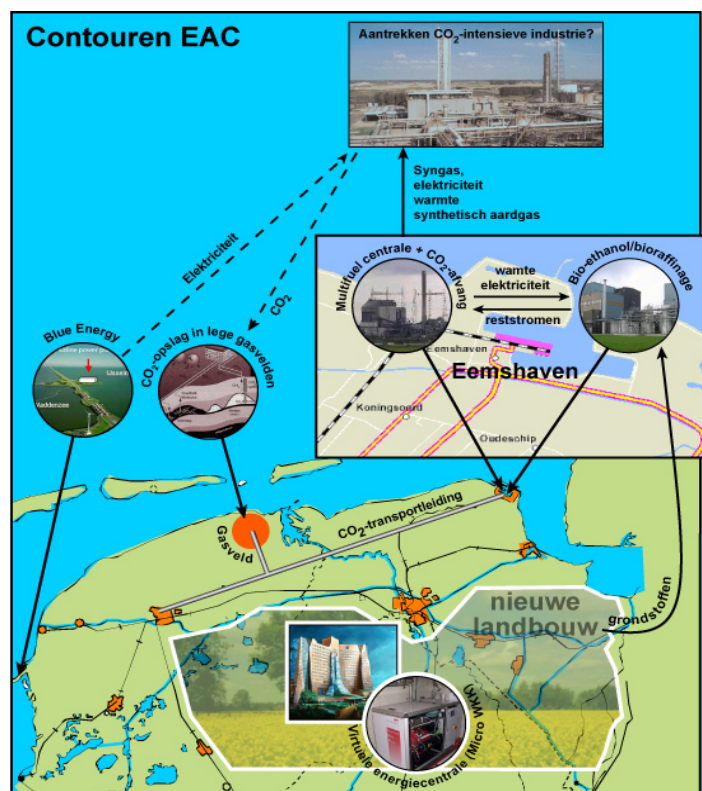 Contouren EAC
Aantrekken CO2-intensieve industrie?
Syngas,
elektriciteit
warmte
synthetisch aardgas
Elektriciteit
CO2
Multifuel centrale + CO2-afvang
Bio-ethanol/bioraffinage
wamte
elektriciteit
reststromen
Blue Energy
CO2-opslag in lege gasvelden
Waddenzee
Eemshaven
Eemshaven
Koningsoord
Oudeschip
CO2-transportleiding
Gasveld
nieuwe
landbouw
grondstoffen
Virtuele energiecentrale (Micro WKK)